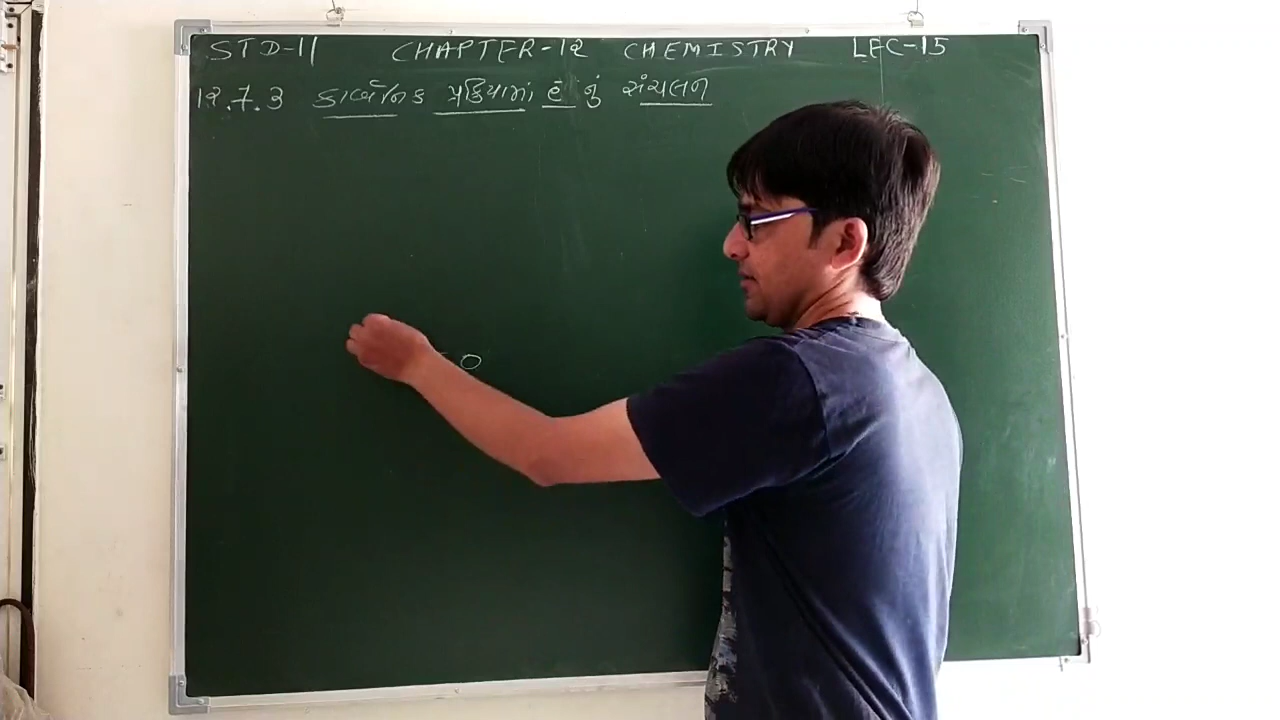 STD-11 CHAPTER-12 CHEMISTRY LEC-15
12.7.3 કાર્બનિક પ્રક્રિયામાં ē નું સંચલન
O